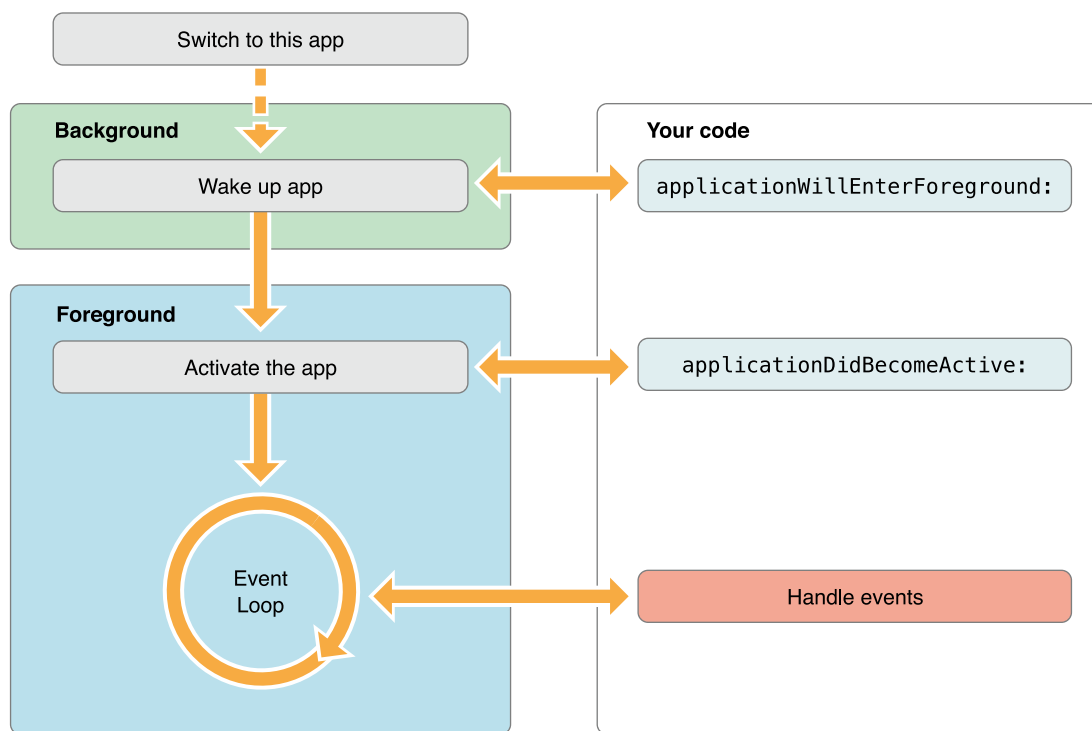 Switch to this app
Background
Your code
Wake up app
applicationWillEnterForeground:
Foreground
Activate the app
applicationDidBecomeActive:
Event
Loop
Handle events